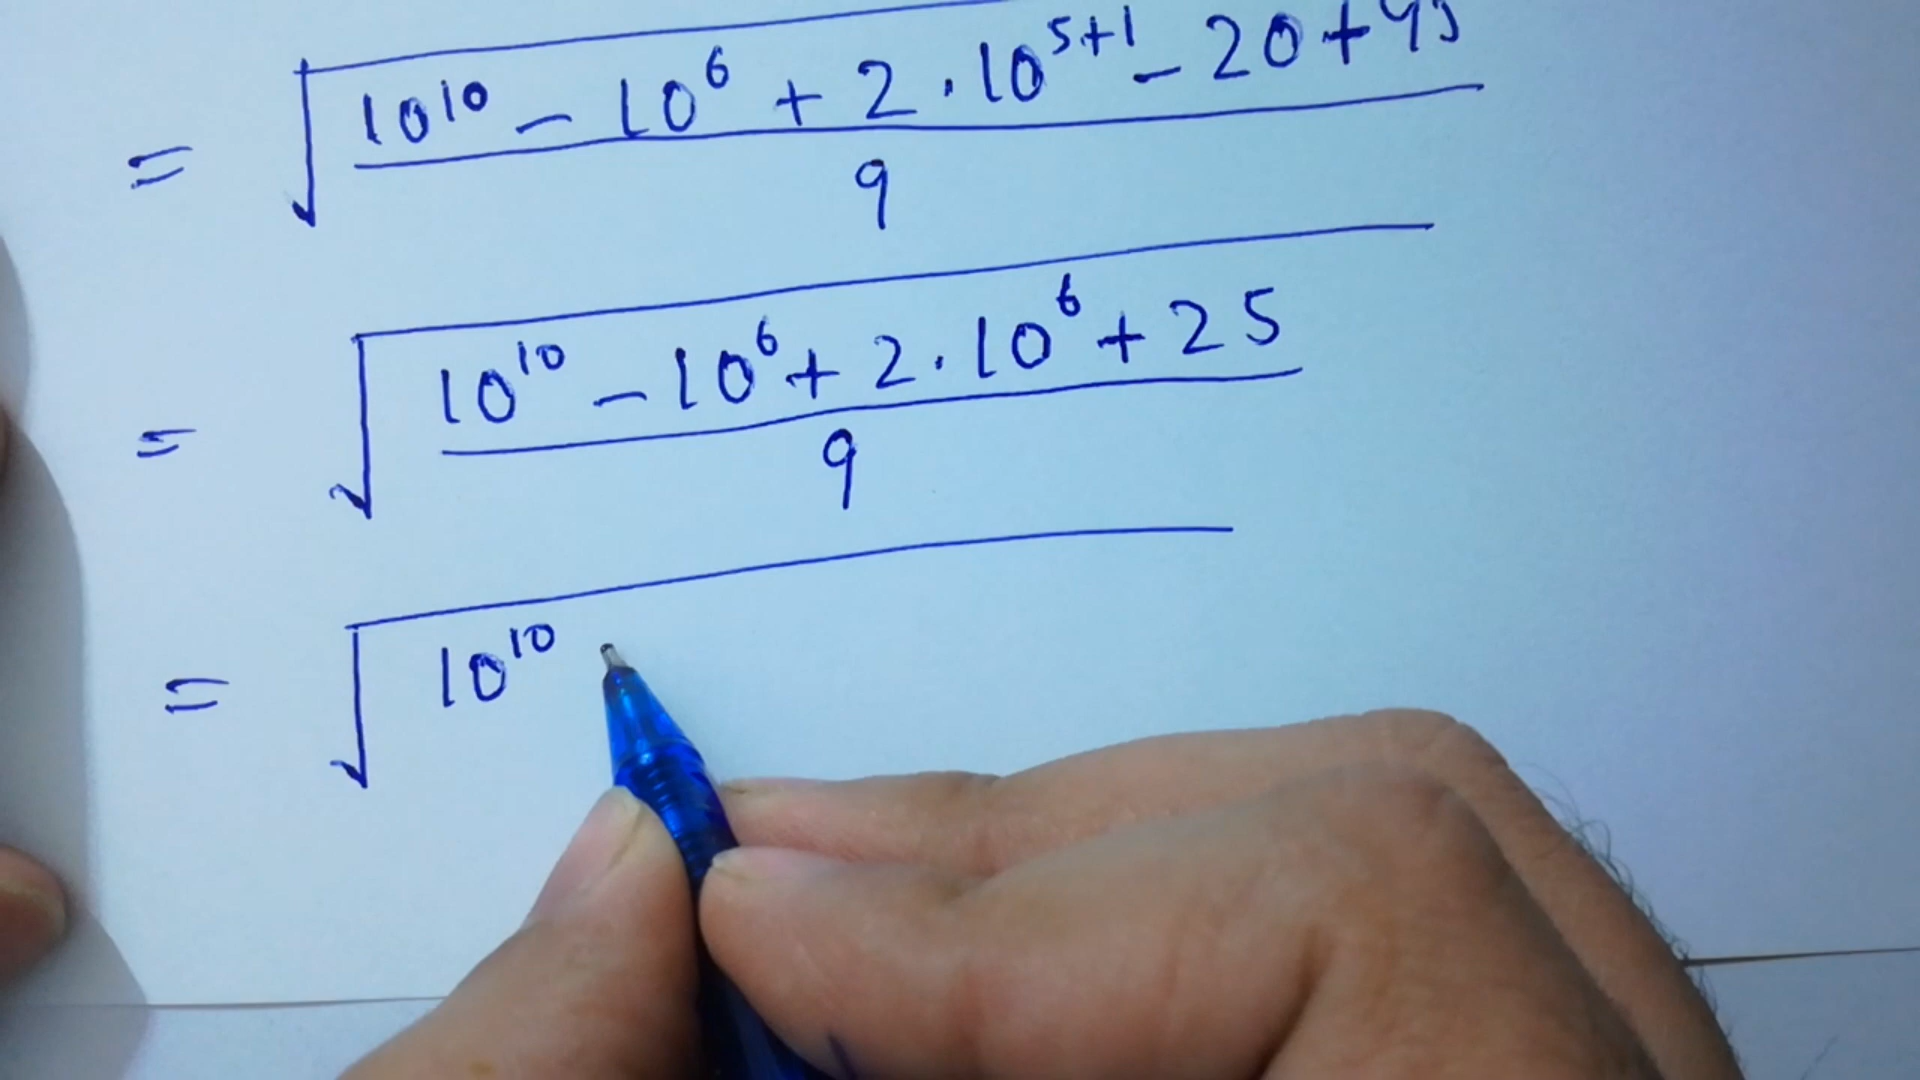 = √(10¹⁰ − 10⁶ + 2 · 10⁵⁺¹ − 20 + 45) / 9
= √(10¹⁰ − 10⁶ + 2 · 10⁶ + 25) / 9
= √10¹⁰